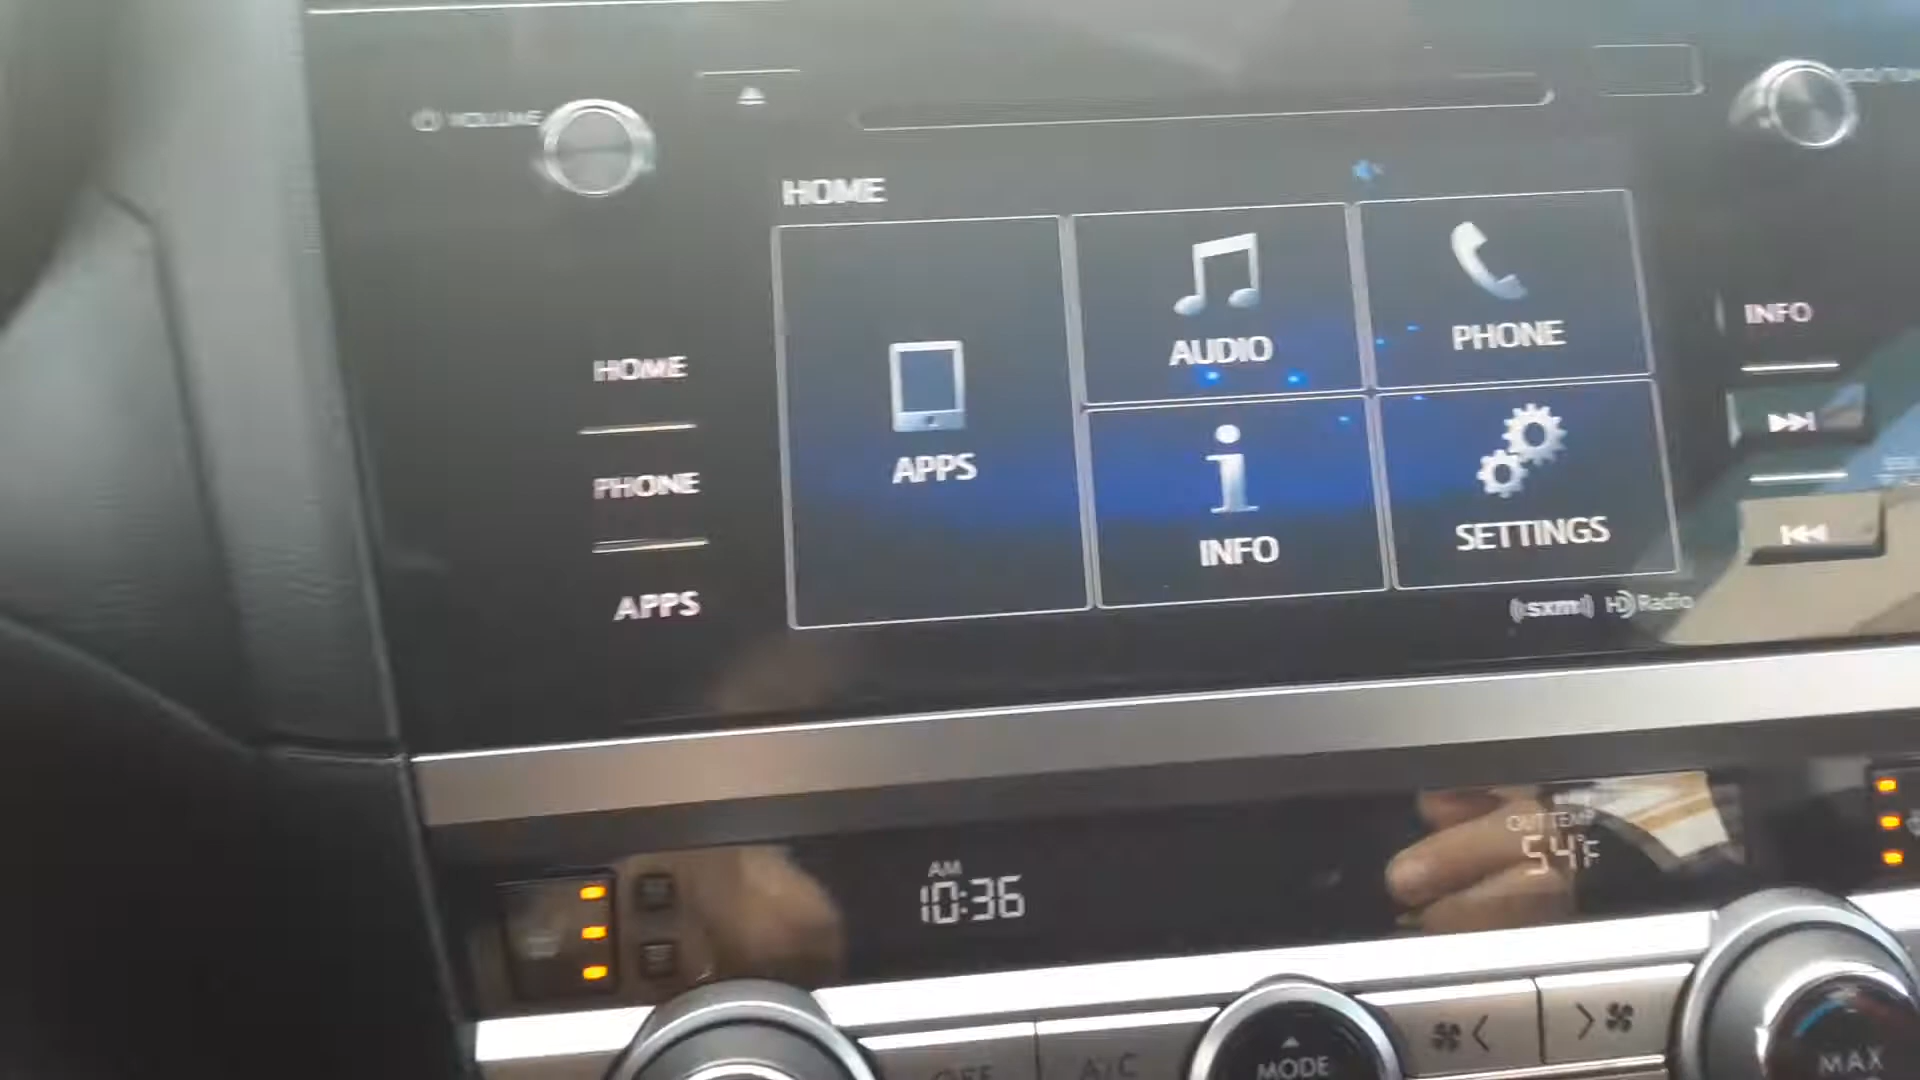 VOLUME
HOME
HOME
PHONE
APPS
APPS
AUDIO
PHONE
INFO
SETTINGS
INFO
sxm HD Radio
AM
10:36
OUT TEMP
54°F
OFF
A/C
MODE
MAX